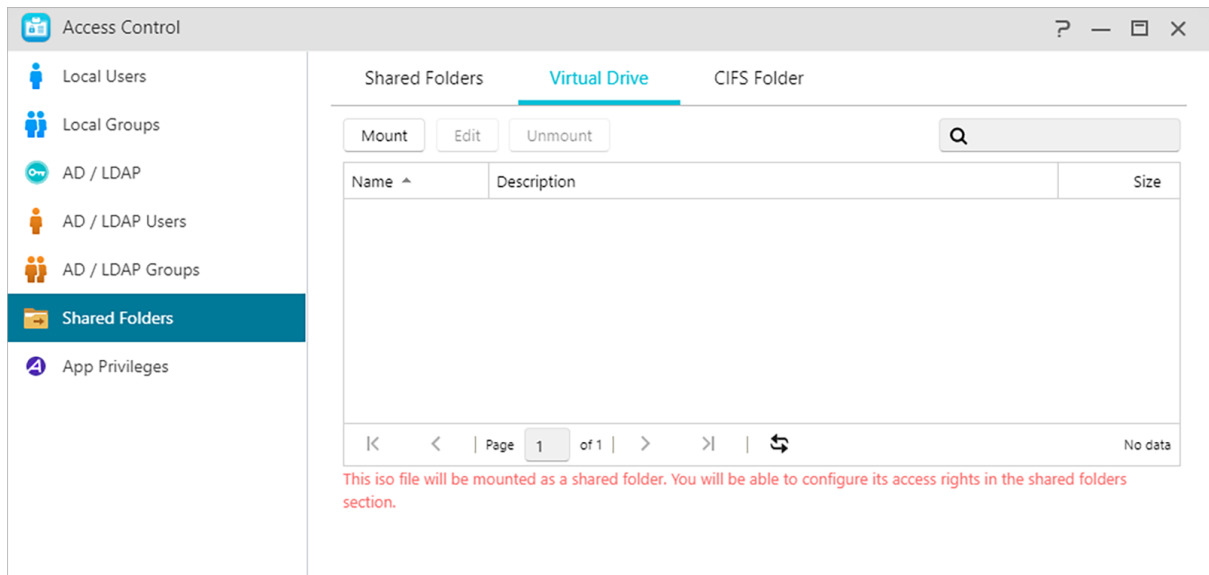 Access Control
Local Users
Local Groups
AD / LDAP
AD / LDAP Users
AD / LDAP Groups
Shared Folders
App Privileges
Shared Folders Virtual Drive CIFS Folder
Mount Edit Unmount
Name Description Size
Page 1 of 1 No data
This iso file will be mounted as a shared folder. You will be able to configure its access rights in the shared folders
section.